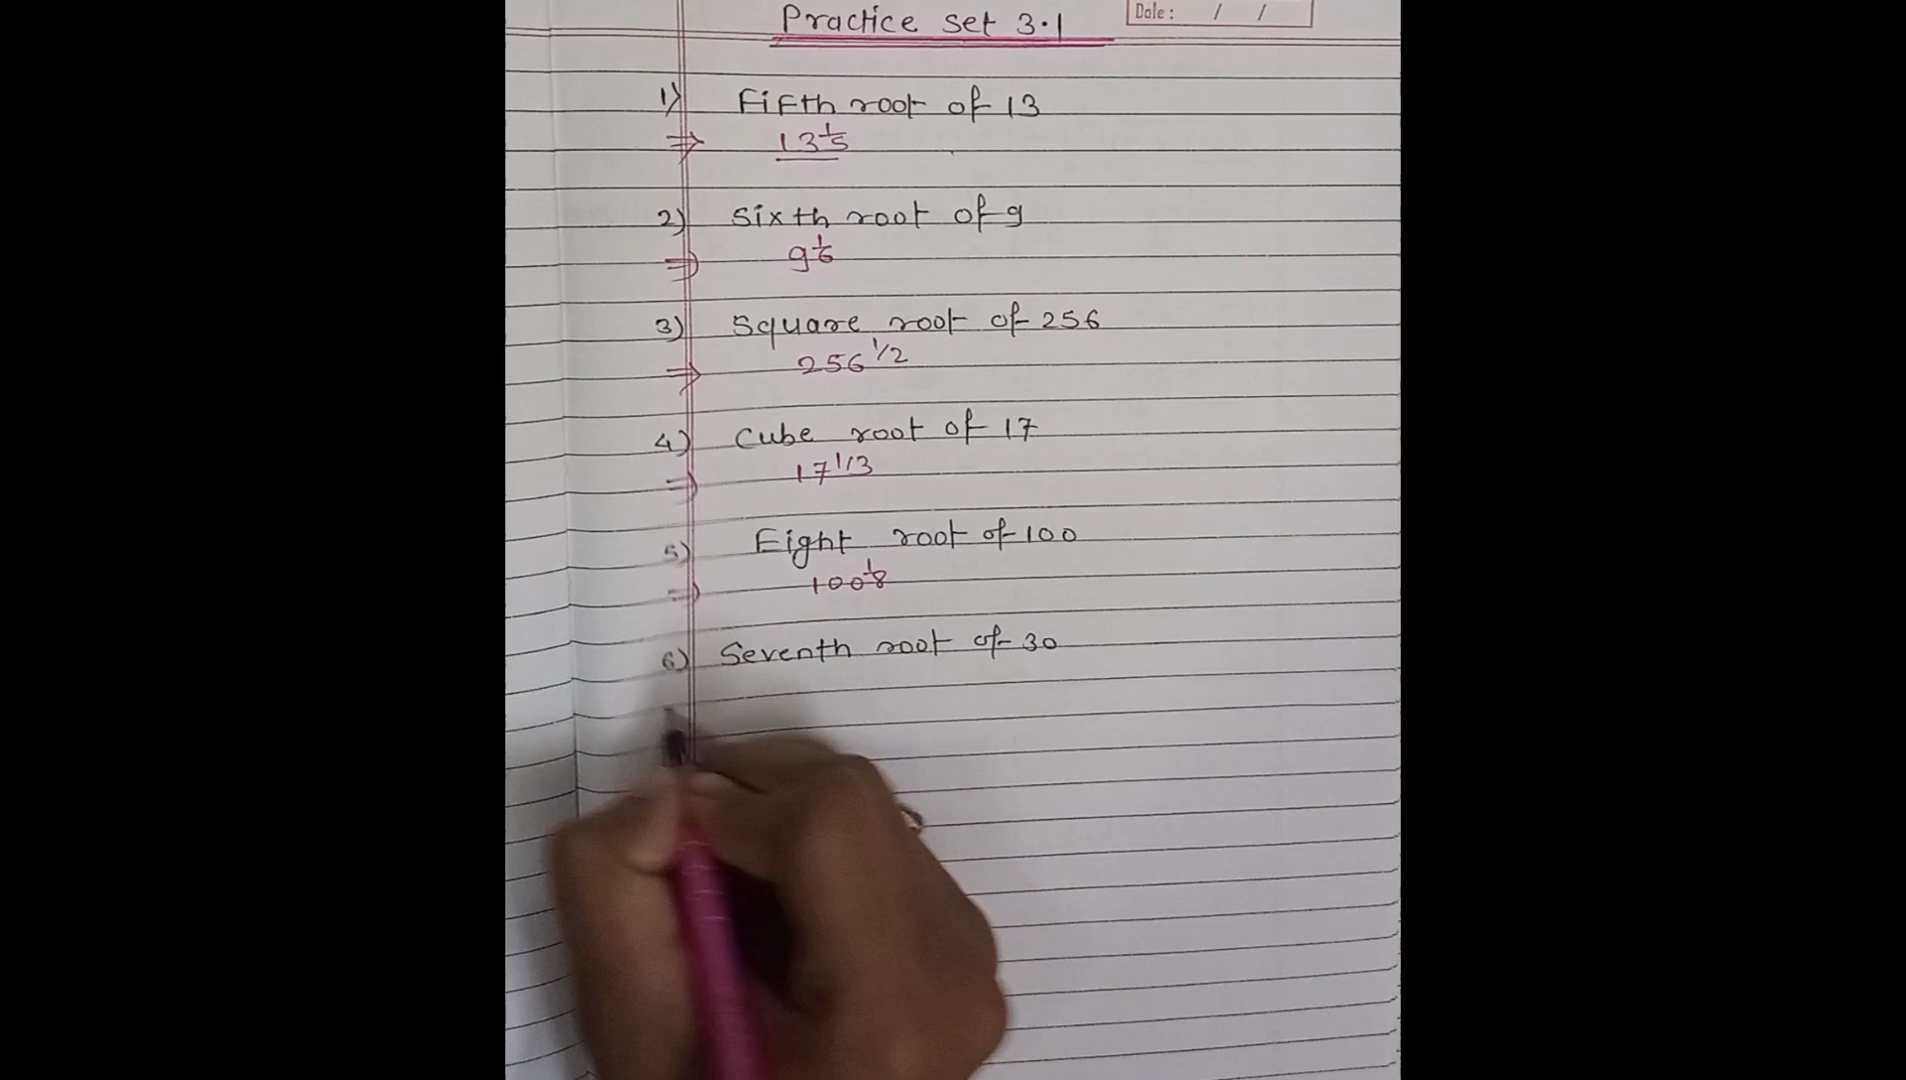 Practice set 3.1
Date: / /
1) Fifth root of 13
⇒ 13^1/5
2) Sixth root of 9
⇒ 9^1/6
3) Square root of 256
⇒ 256^1/2
4) Cube root of 17
⇒ 17^1/3
5) Eight root of 100
⇒ 100^1/8
6) Seventh root of 30